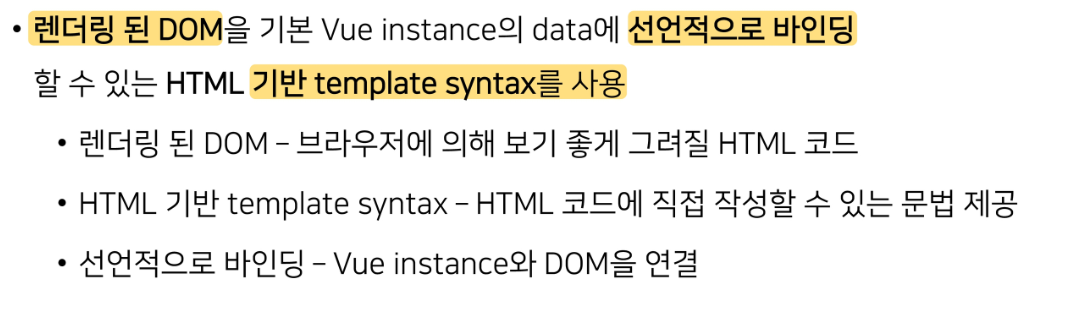 • 렌더링 된 DOM을 기본 Vue instance의 data에 선언적으로 바인딩
할 수 있는 HTML 기반 template syntax를 사용
• 렌더링 된 DOM – 브라우저에 의해 보기 좋게 그려질 HTML 코드
• HTML 기반 template syntax – HTML 코드에 직접 작성할 수 있는 문법 제공
• 선언적으로 바인딩 – Vue instance와 DOM을 연결